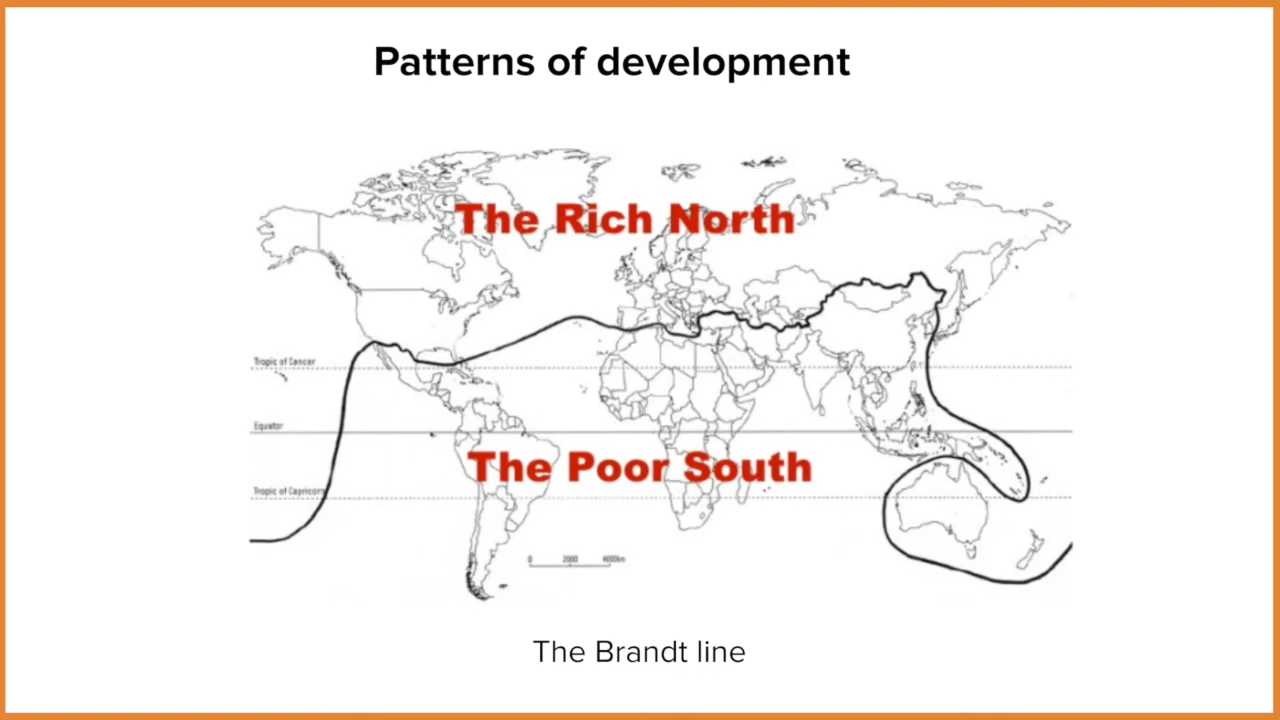 Patterns of development
The Rich North
Tropic of Cancer
Equator
The Poor South
Tropic of Capricorn
0 2000 4000km
The Brandt line